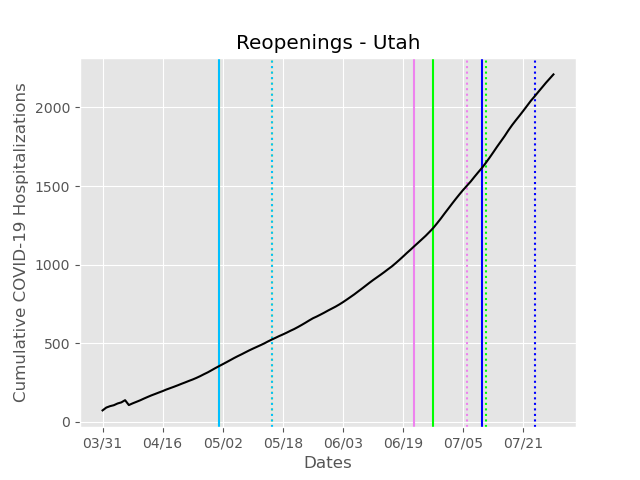 Reopenings - Utah
Cumulative COVID-19 Hospitalizations
2000
1500
1000
500
0
03/31 04/16 05/02 05/18 06/03 06/19 07/05 07/21
Dates